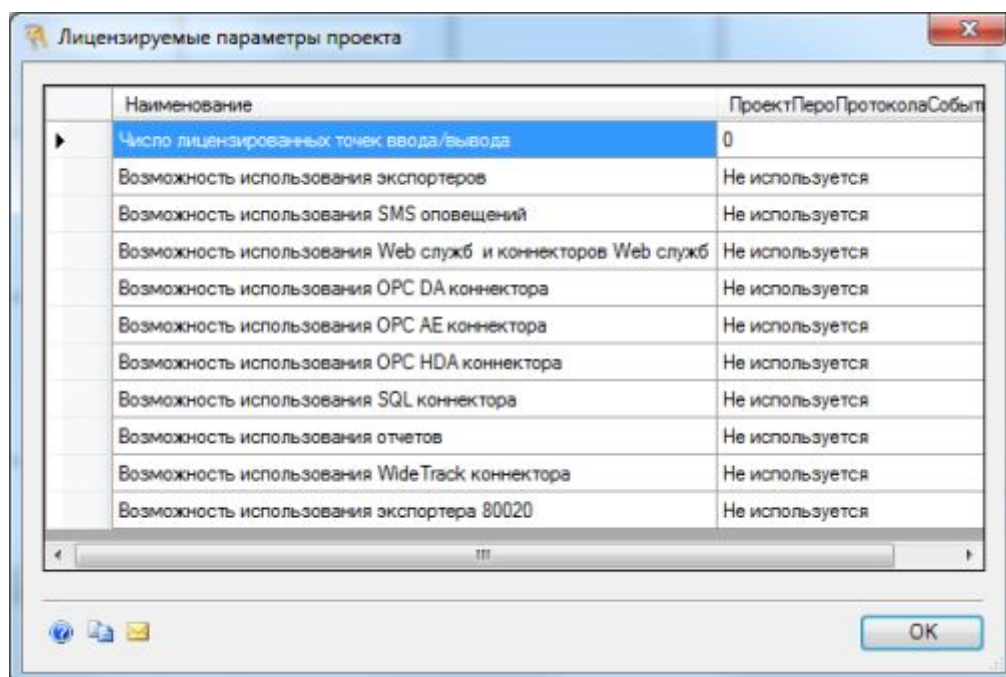 Лицензируемые параметры проекта
Наименование ПроектПероПротоколаСобыт
Число лицензированных точек ввода/вывода 0
Возможность использования экспортеров Не используется
Возможность использования SMS оповещений Не используется
Возможность использования Web служб и коннекторов Web служб Не используется
Возможность использования OPC DA коннектора Не используется
Возможность использования OPC AE коннектора Не используется
Возможность использования OPC HDA коннектора Не используется
Возможность использования SQL коннектора Не используется
Возможность использования отчетов Не используется
Возможность использования WideTrack коннектора Не используется
Возможность использования экспортера 80020 Не используется
OK